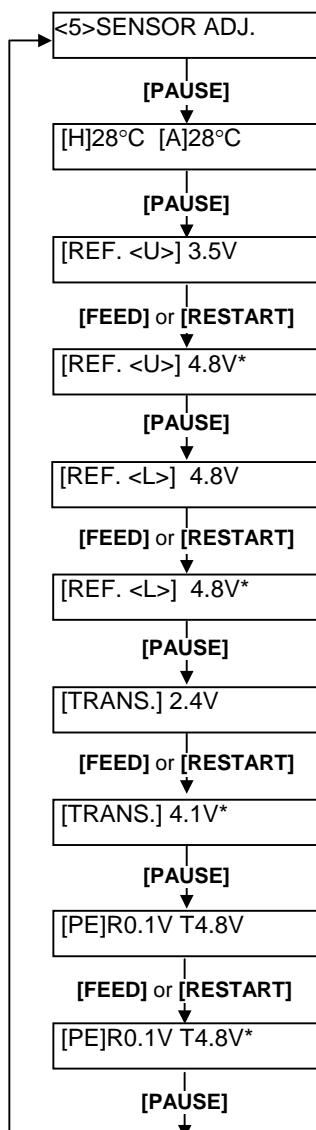 <5>SENSOR ADJ.
[PAUSE]
[H]28°C [A]28°C
[PAUSE]
[REF. <U>] 3.5V
[FEED] or [RESTART]
[REF. <U>] 4.8V*
[PAUSE]
[REF. <L>] 4.8V
[FEED] or [RESTART]
[REF. <L>] 4.8V*
[PAUSE]
[TRANS.] 2.4V
[FEED] or [RESTART]
[TRANS.] 4.1V*
[PAUSE]
[PE]R0.1V T4.8V
[FEED] or [RESTART]
[PE]R0.1V T4.8V*
[PAUSE]